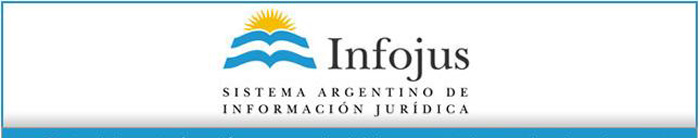 Infojus
SISTEMA ARGENTINO DE
INFORMACIÓN JURÍDICA